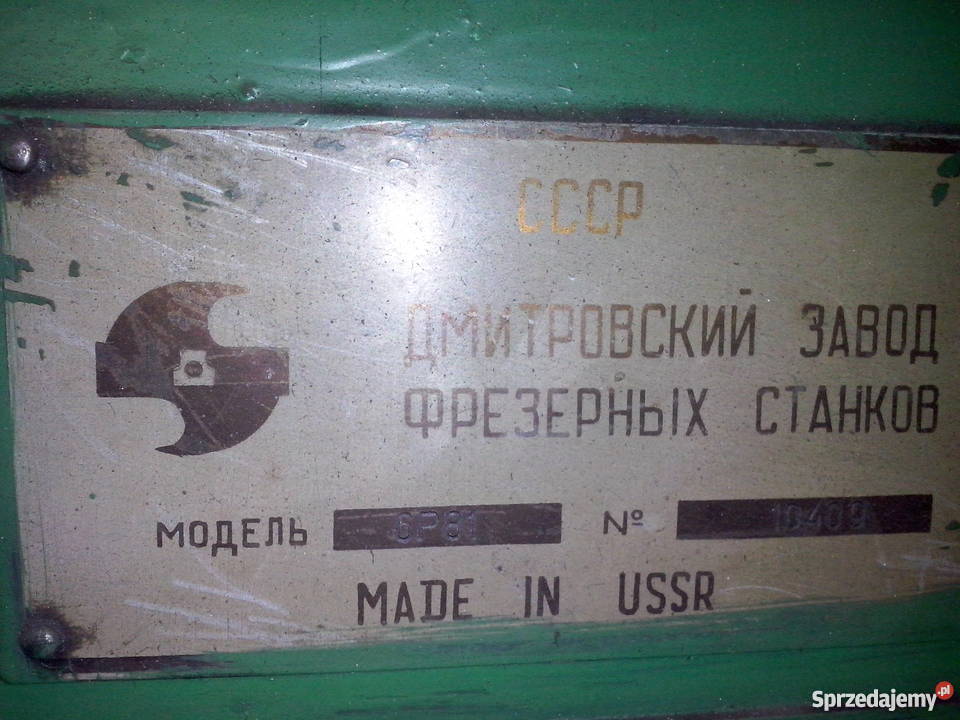 СССР
ДМИТРОВСКИЙ ЗАВОД
ФРЕЗЕРНЫХ СТАНКОВ
МОДЕЛЬ 6Р81 № 10409
MADE IN USSR
Sprzedajemy.pl